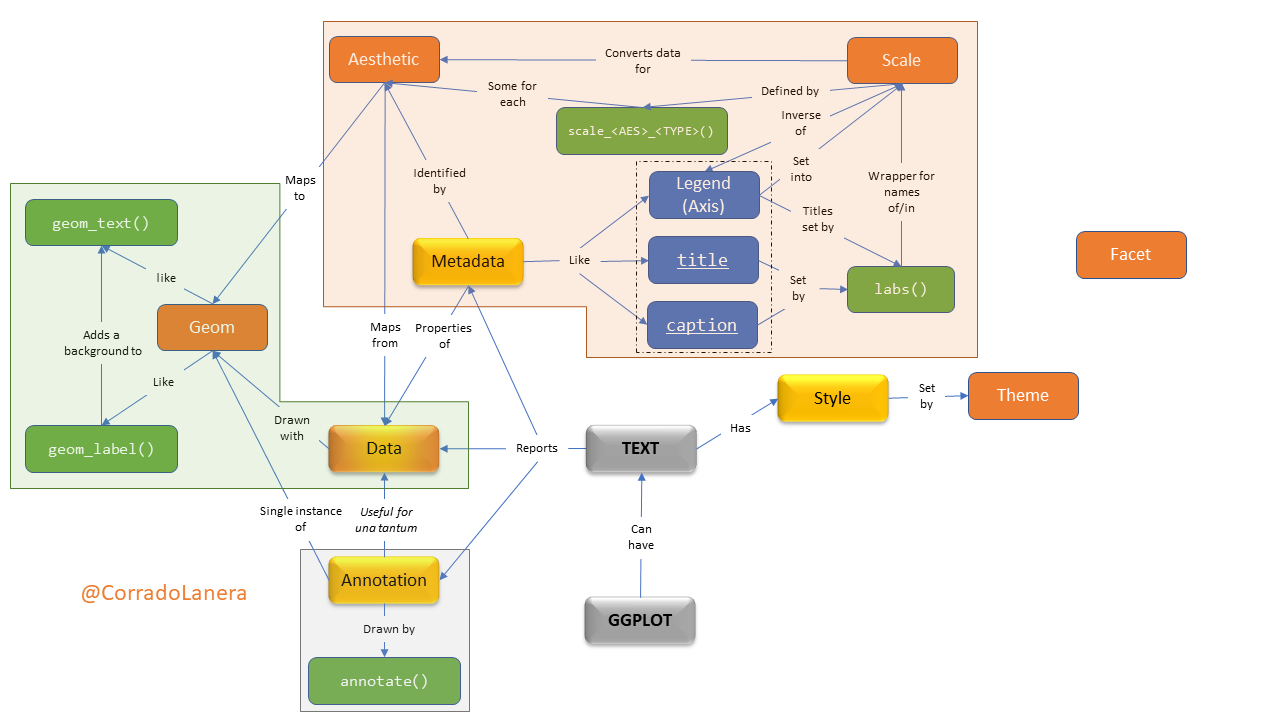 Aesthetic
Converts data
for
Scale
Some for
each
Defined by
scale_<AES>_<TYPE>()
Inverse
of
Set
into
Identified
by
Maps
to
Legend
(Axis)
Wrapper for
names
of/in
Titles
set by
geom_text()
Metadata
Like
title
Facet
like
Set
by
labs()
Geom
caption
Adds a
background to
Maps
from
Properties
of
Like
Style
Set
by
Theme
Drawn
with
Has
geom_label()
Data
Reports
TEXT
Single instance
of
Useful for
una tantum
Can
have
Annotation
@CorradoLanera
GGPLOT
Drawn by
annotate()